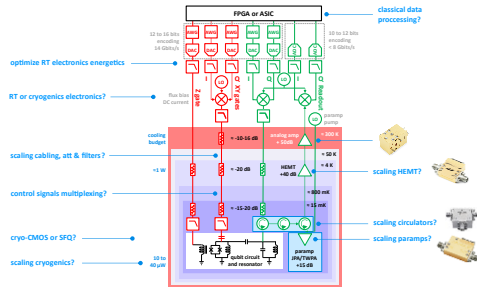 FPGA or ASIC
classical data
proccessing?
AWG
AWG
AWG
AWG
DAC
DAC
DAC
DAC
ADC
ADC
12 to 16 bits
encoding
14 Gbits/s
10 to 12 bits
encoding
< 8 Gbits/s
optimize RT electronics energetics
I
Q
I
Q
I
Q
LO
LO
LO
Z gate
XY gates
Readout
RT or cryogenics electronics?
flux bias
DC current
paramp
pump
cooling
budget
≈ -10-16 dB
analog amp
+ 50dB
≈ 300 K
scaling cabling, att & filters?
≈ 50 K
≈1 W
≈ -20 dB
HEMT
+40 dB
≈ 4 K
scaling HEMT?
control signals multiplexing?
≈ 800 mK
≈ -15-20 dB
≈ 15 mK
scaling circulators?
cryo-CMOS or SFQ?
scaling paramps?
scaling cryogenics?
10 to
40 µW
qubit circuit
and resonator
paramp
JPA/TWPA
+15 dB